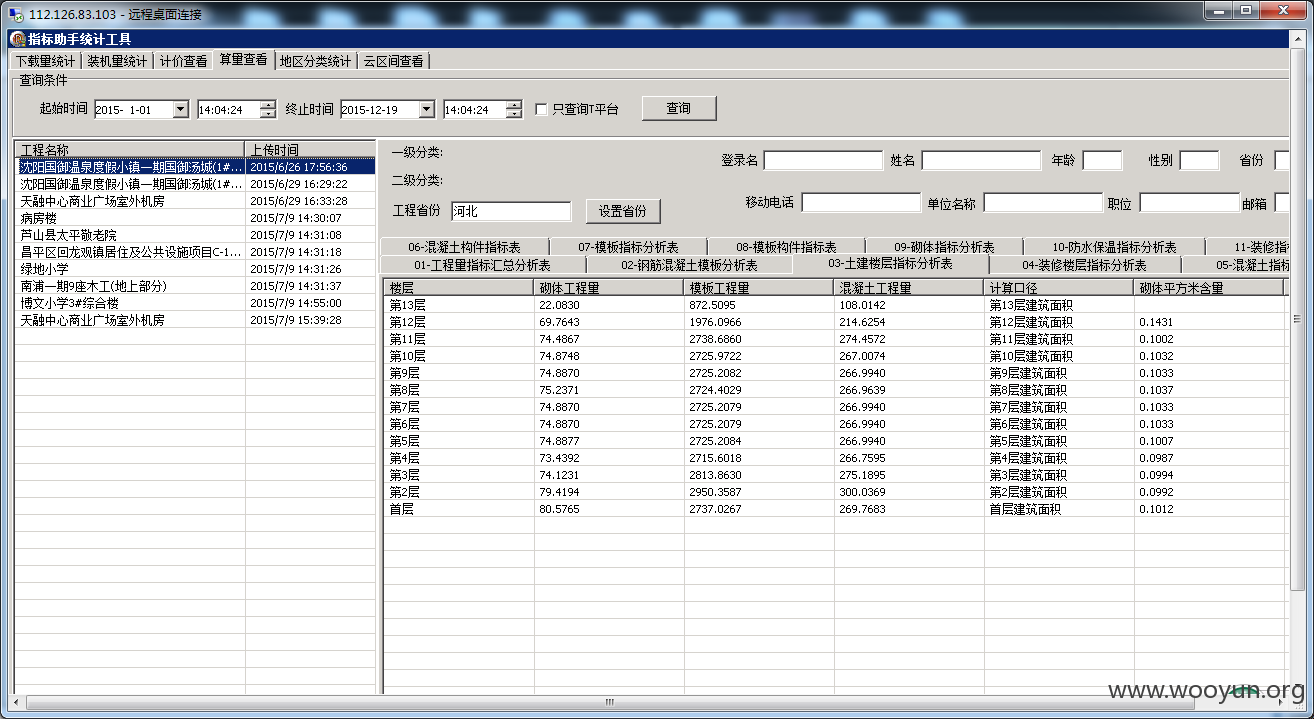 112.126.83.103 - 远程桌面连接
指标助手统计工具
下载量统计 装机量统计 计价查看 算量查看 地区分类统计 云区间查看
查询条件
起始时间 2015- 1-01 14:04:24 终止时间 2015-12-19 14:04:24 只查询T平台 查询
工程名称 上传时间
沈阳国御温泉度假小镇一期国御汤城(1#... 2015/6/26 17:56:36
沈阳国御温泉度假小镇一期国御汤城(1#... 2015/6/29 16:29:22
天融中心商业广场室外机房 2015/6/29 16:33:28
病房楼 2015/7/9 14:30:07
芦山县太平敬老院 2015/7/9 14:31:08
昌平区回龙观镇居住及公共设施项目C-1... 2015/7/9 14:31:18
绿地小学 2015/7/9 14:31:26
南浦一期9座木工(地上部分) 2015/7/9 14:31:37
博文小学3#综合楼 2015/7/9 14:55:00
天融中心商业广场室外机房 2015/7/9 15:39:28
一级分类:
二级分类:
工程省份 河北 设置省份
登录名 姓名 年龄 性别 省份
移动电话 单位名称 职位 邮箱
06-混凝土构件指标表 07-模板指标分析表 08-模板构件指标表 09-砌体指标分析表 10-防水保温指标分析表 11-装修指标
01-工程量指标汇总分析表 02-钢筋混凝土模板分析表 03-土建楼层指标分析表 04-装修楼层指标分析表 05-混凝土指标
楼层 砌体工程量 模板工程量 混凝土工程量 计算口径 砌体平方米含量
第13层 22.0830 872.5095 108.0142 第13层建筑面积
第12层 69.7643 1976.0966 214.6254 第12层建筑面积 0.1431
第11层 74.4867 2738.6860 274.4572 第11层建筑面积 0.1002
第10层 74.8748 2725.9722 267.0074 第10层建筑面积 0.1032
第9层 74.8870 2725.2082 266.9940 第9层建筑面积 0.1033
第8层 75.2371 2724.4029 266.9639 第8层建筑面积 0.1037
第7层 74.8870 2725.2079 266.9940 第7层建筑面积 0.1033
第6层 74.8870 2725.2079 266.9940 第6层建筑面积 0.1033
第5层 74.8877 2725.2084 266.9940 第5层建筑面积 0.1007
第4层 73.4392 2715.6018 266.7595 第4层建筑面积 0.0987
第3层 74.1231 2813.8630 275.1895 第3层建筑面积 0.0994
第2层 79.4194 2950.3587 300.0369 第2层建筑面积 0.0992
首层 80.5765 2737.0267 269.7683 首层建筑面积 0.1012
www.wooyun.org